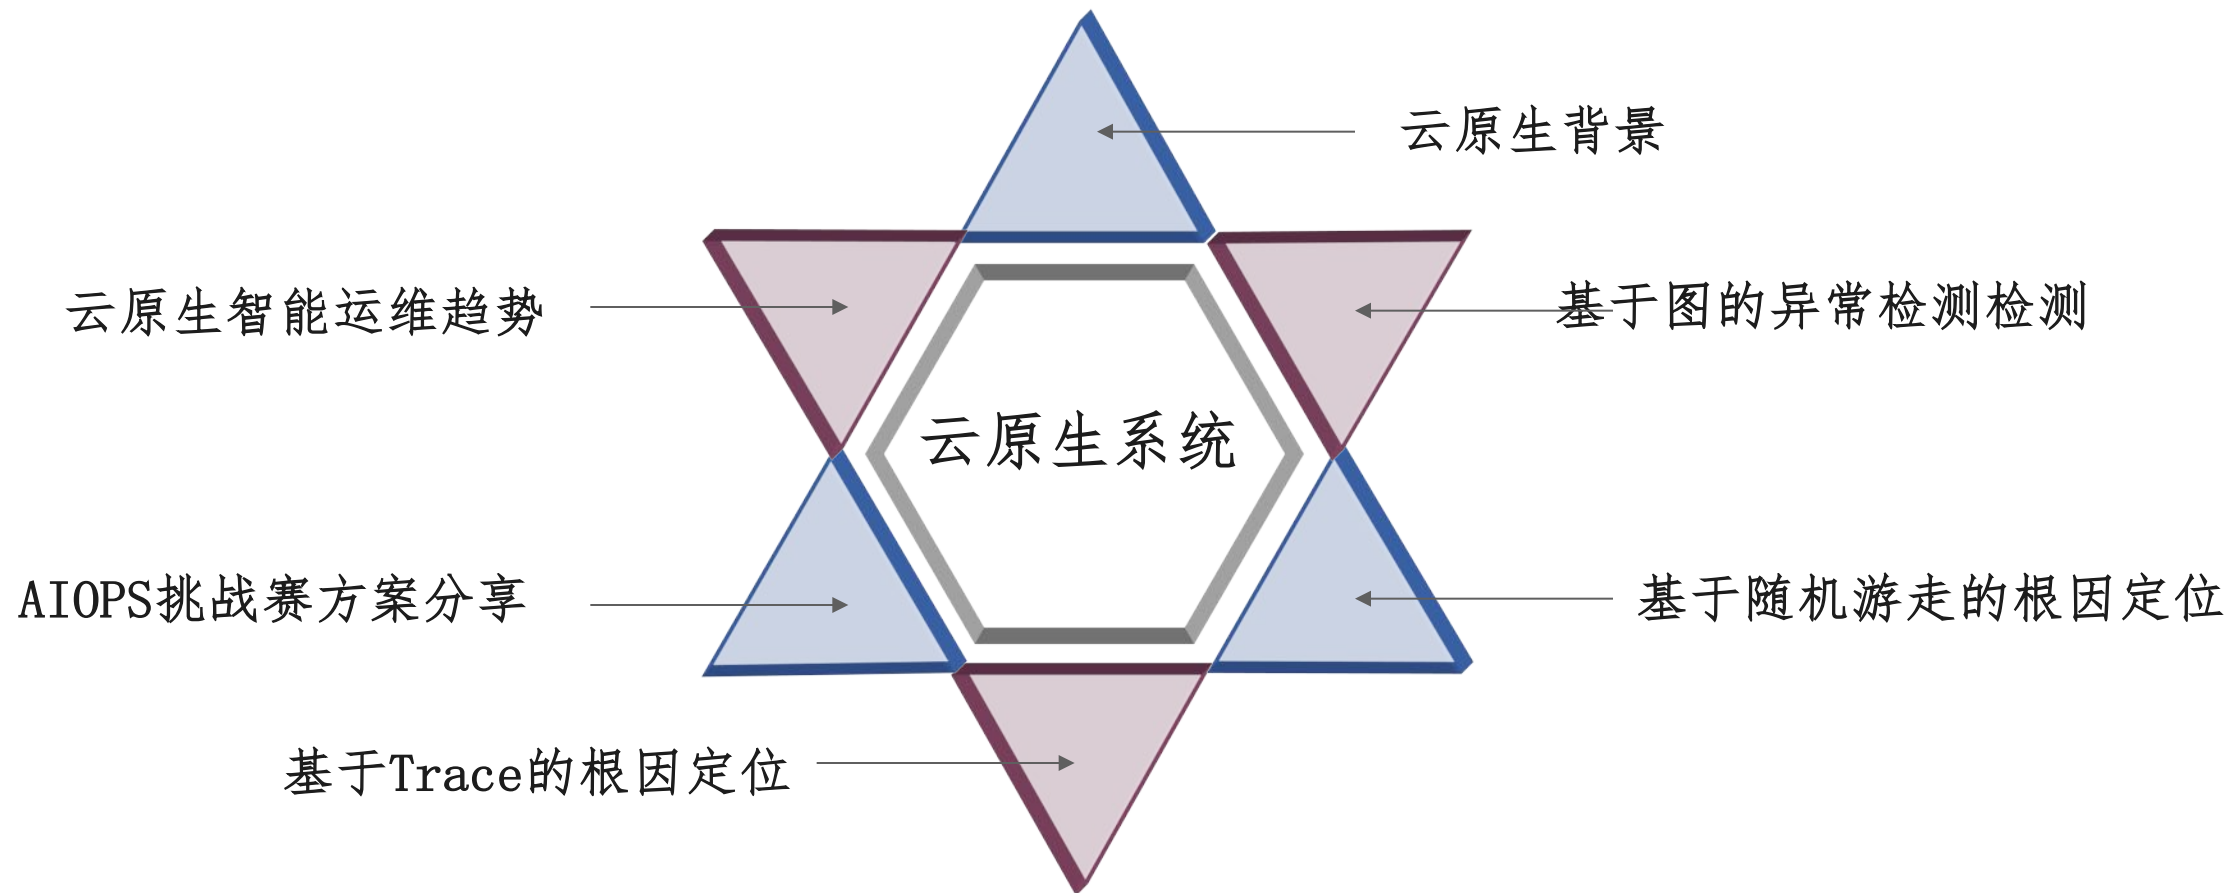 云原生背景
云原生智能运维趋势
基于图的异常检测检测
云原生系统
AIOPS挑战赛方案分享
基于随机游走的根因定位
基于Trace的根因定位